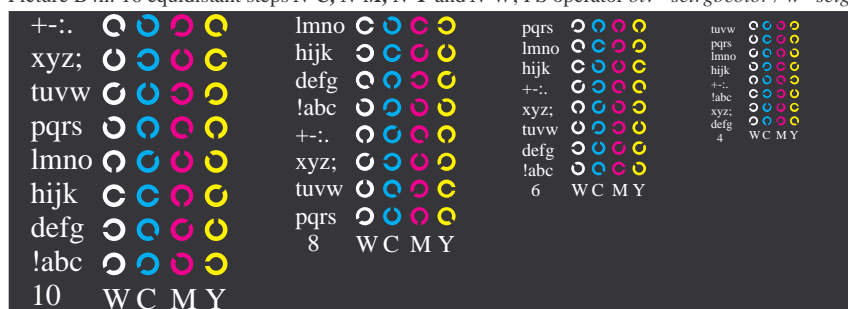 +-:.
xyz;
tuvw
pqrs
lmno
hijk
defg
!abc
10 W C M Y
lmno
hijk
defg
!abc
+-:.
xyz;
tuvw
pqrs
8 W C M Y
pqrs
lmno
hijk
+-:.
xyz;
tuvw
defg
!abc
6 W C M Y
tuvw
pqrs
lmno
hijk
+-:.
!abc
xyz;
defg
4 W C M Y